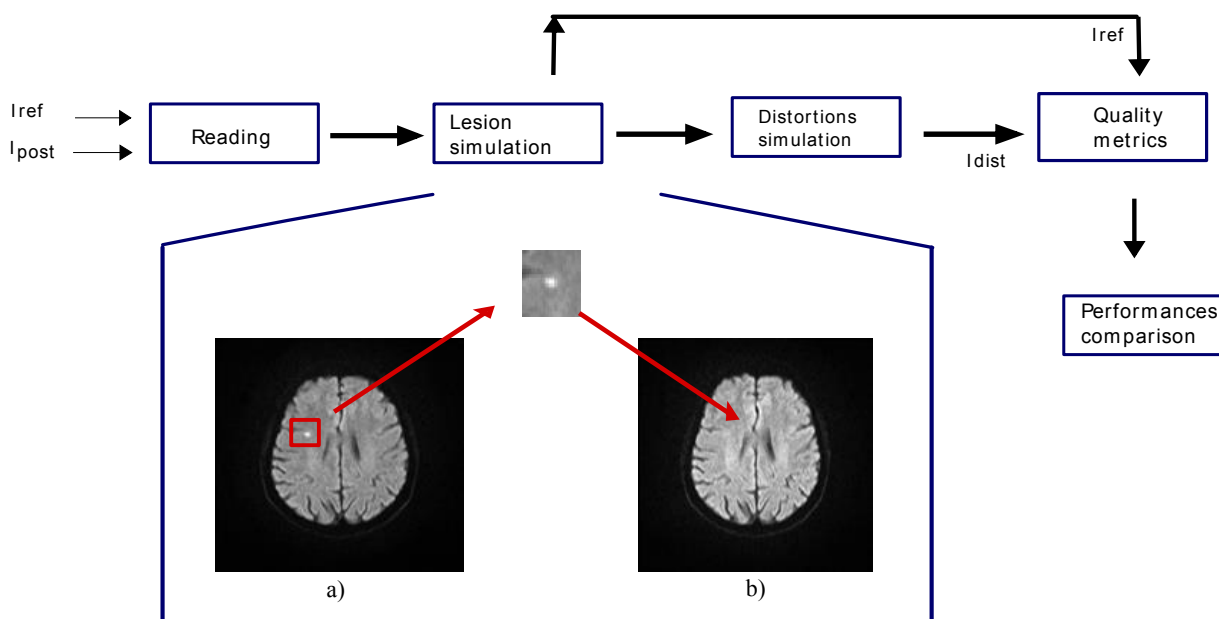 Iref
Iref
Ipost
Reading
Lesion
simulation
Distortions
simulation
Idist
Quality
metrics
Performances
comparison
a)
b)